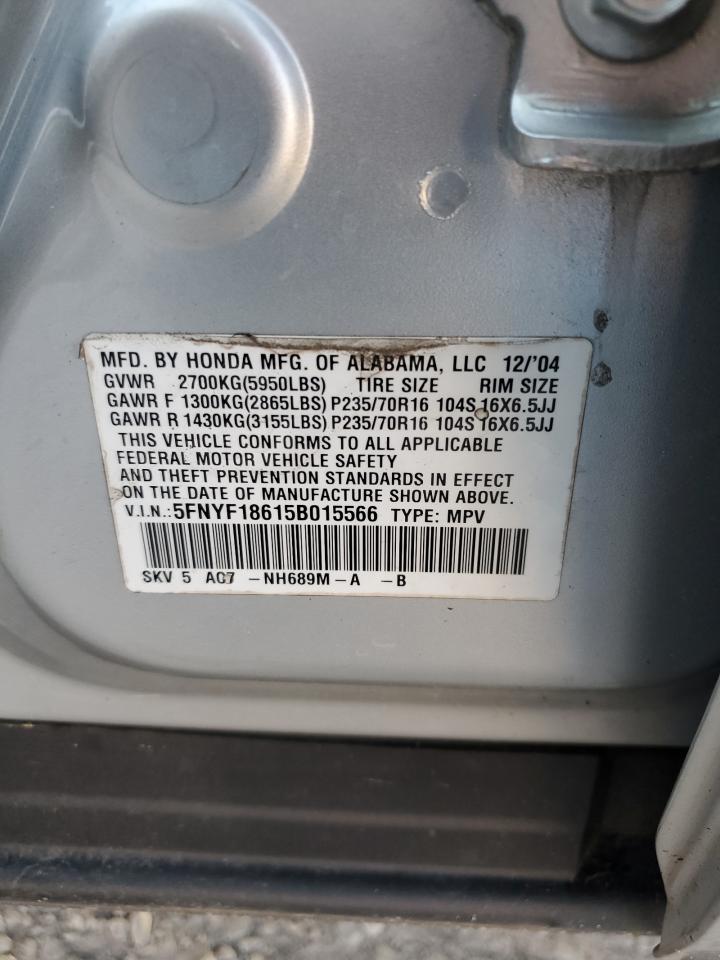 MFD. BY HONDA MFG. OF ALABAMA, LLC 12/'04
GVWR 2700KG(5950LBS) TIRE SIZE RIM SIZE
GAWR F 1300KG(2865LBS) P235/70R16 104S 16X6.5JJ
GAWR R 1430KG(3155LBS) P235/70R16 104S 16X6.5JJ
THIS VEHICLE CONFORMS TO ALL APPLICABLE
FEDERAL MOTOR VEHICLE SAFETY
AND THEFT PREVENTION STANDARDS IN EFFECT
ON THE DATE OF MANUFACTURE SHOWN ABOVE.
V.I.N.:5FNYF18615B015566 TYPE: MPV
SKV 5 AC7 -NH689M-A -B